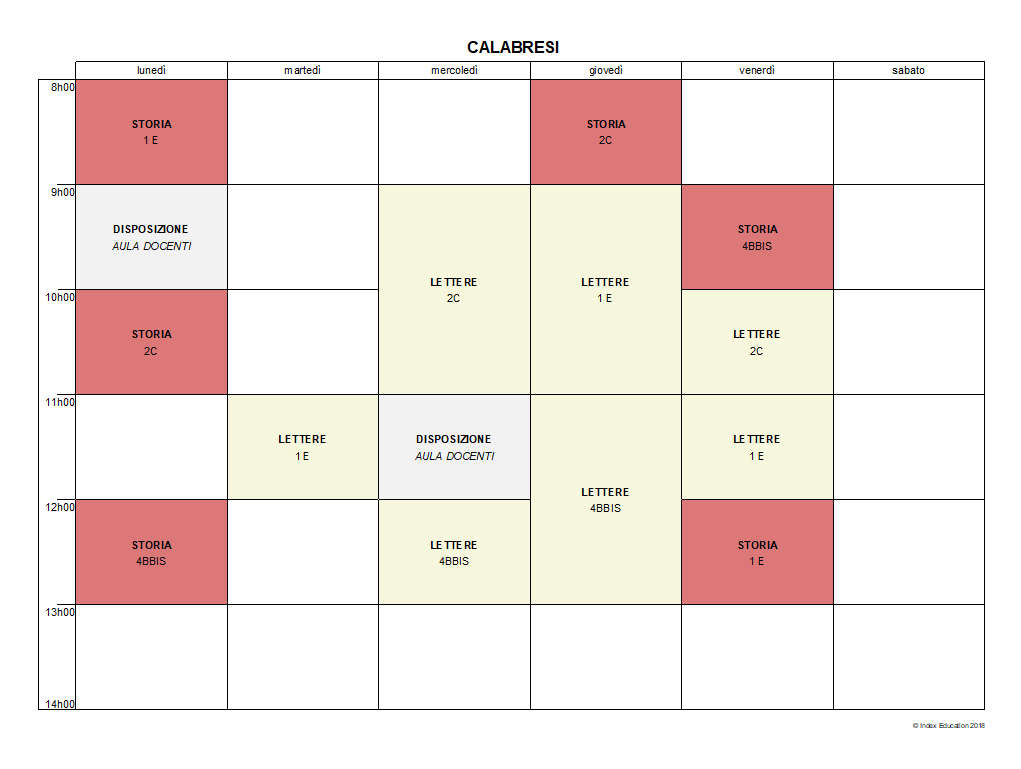 CALABRESI
lunedì martedì mercoledì giovedì venerdì sabato
8h00
STORIA STORIA
1 E 2C
9h00
DISPOSIZIONE STORIA
AULA DOCENTI 4BBIS
LETTERE LETTERE
10h00 2C 1 E
STORIA LETTERE
2C 2C
11h00
LETTERE DISPOSIZIONE LETTERE
1 E AULA DOCENTI 1 E
LETTERE
12h00 4BBIS
STORIA LETTERE STORIA
4BBIS 4BBIS 1 E
13h00
14h00
© Index Education 2018